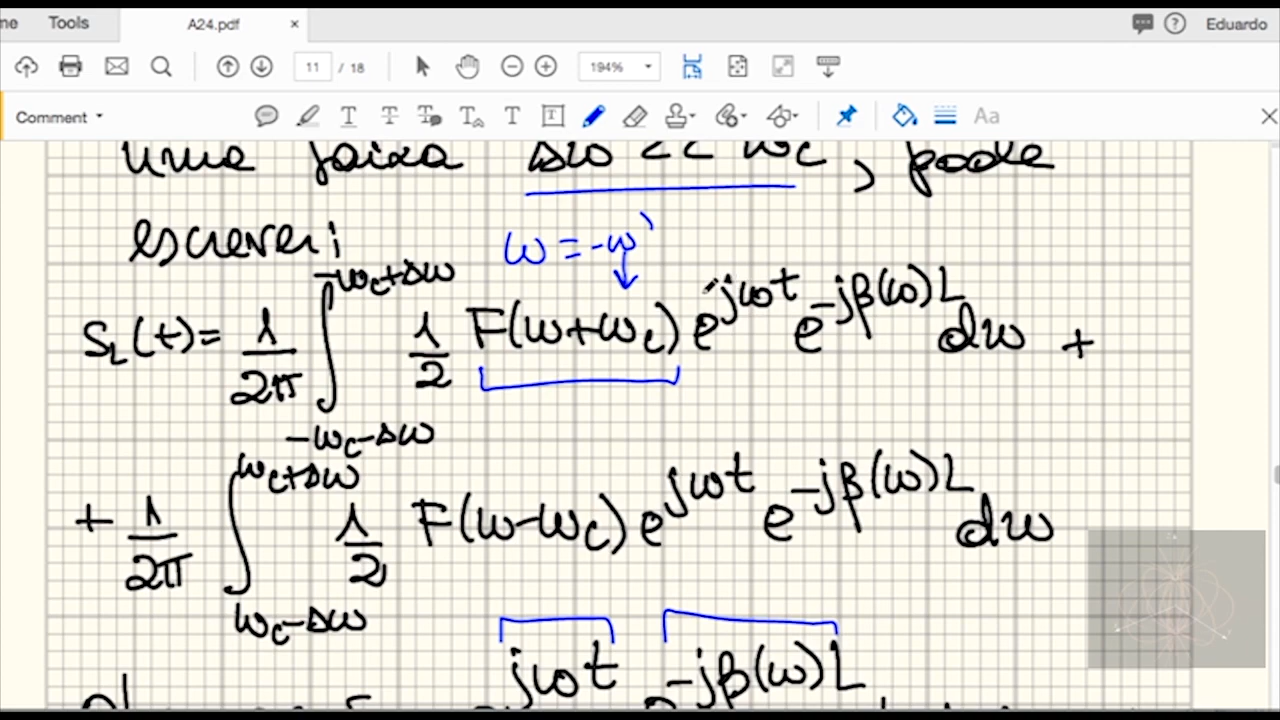 me Tools A24.pdf × ? Eduardo
11 / 18 194%
Comment T T T T T T Aa ×
uma faixa Δω << ωc, pode
escrever:
ω = -ω'
-ωc+Δω
S_L(t) = 1/2π ∫ 1/2 F(ω+ωc) e^{jωt} e^{-jβ(ω)L} dω +
-ωc-Δω
ωc+Δω
+ 1/2π ∫ 1/2 F(ω-ωc) e^{jωt} e^{-jβ(ω)L} dω
ωc-Δω
jωt -jβ(ω)L